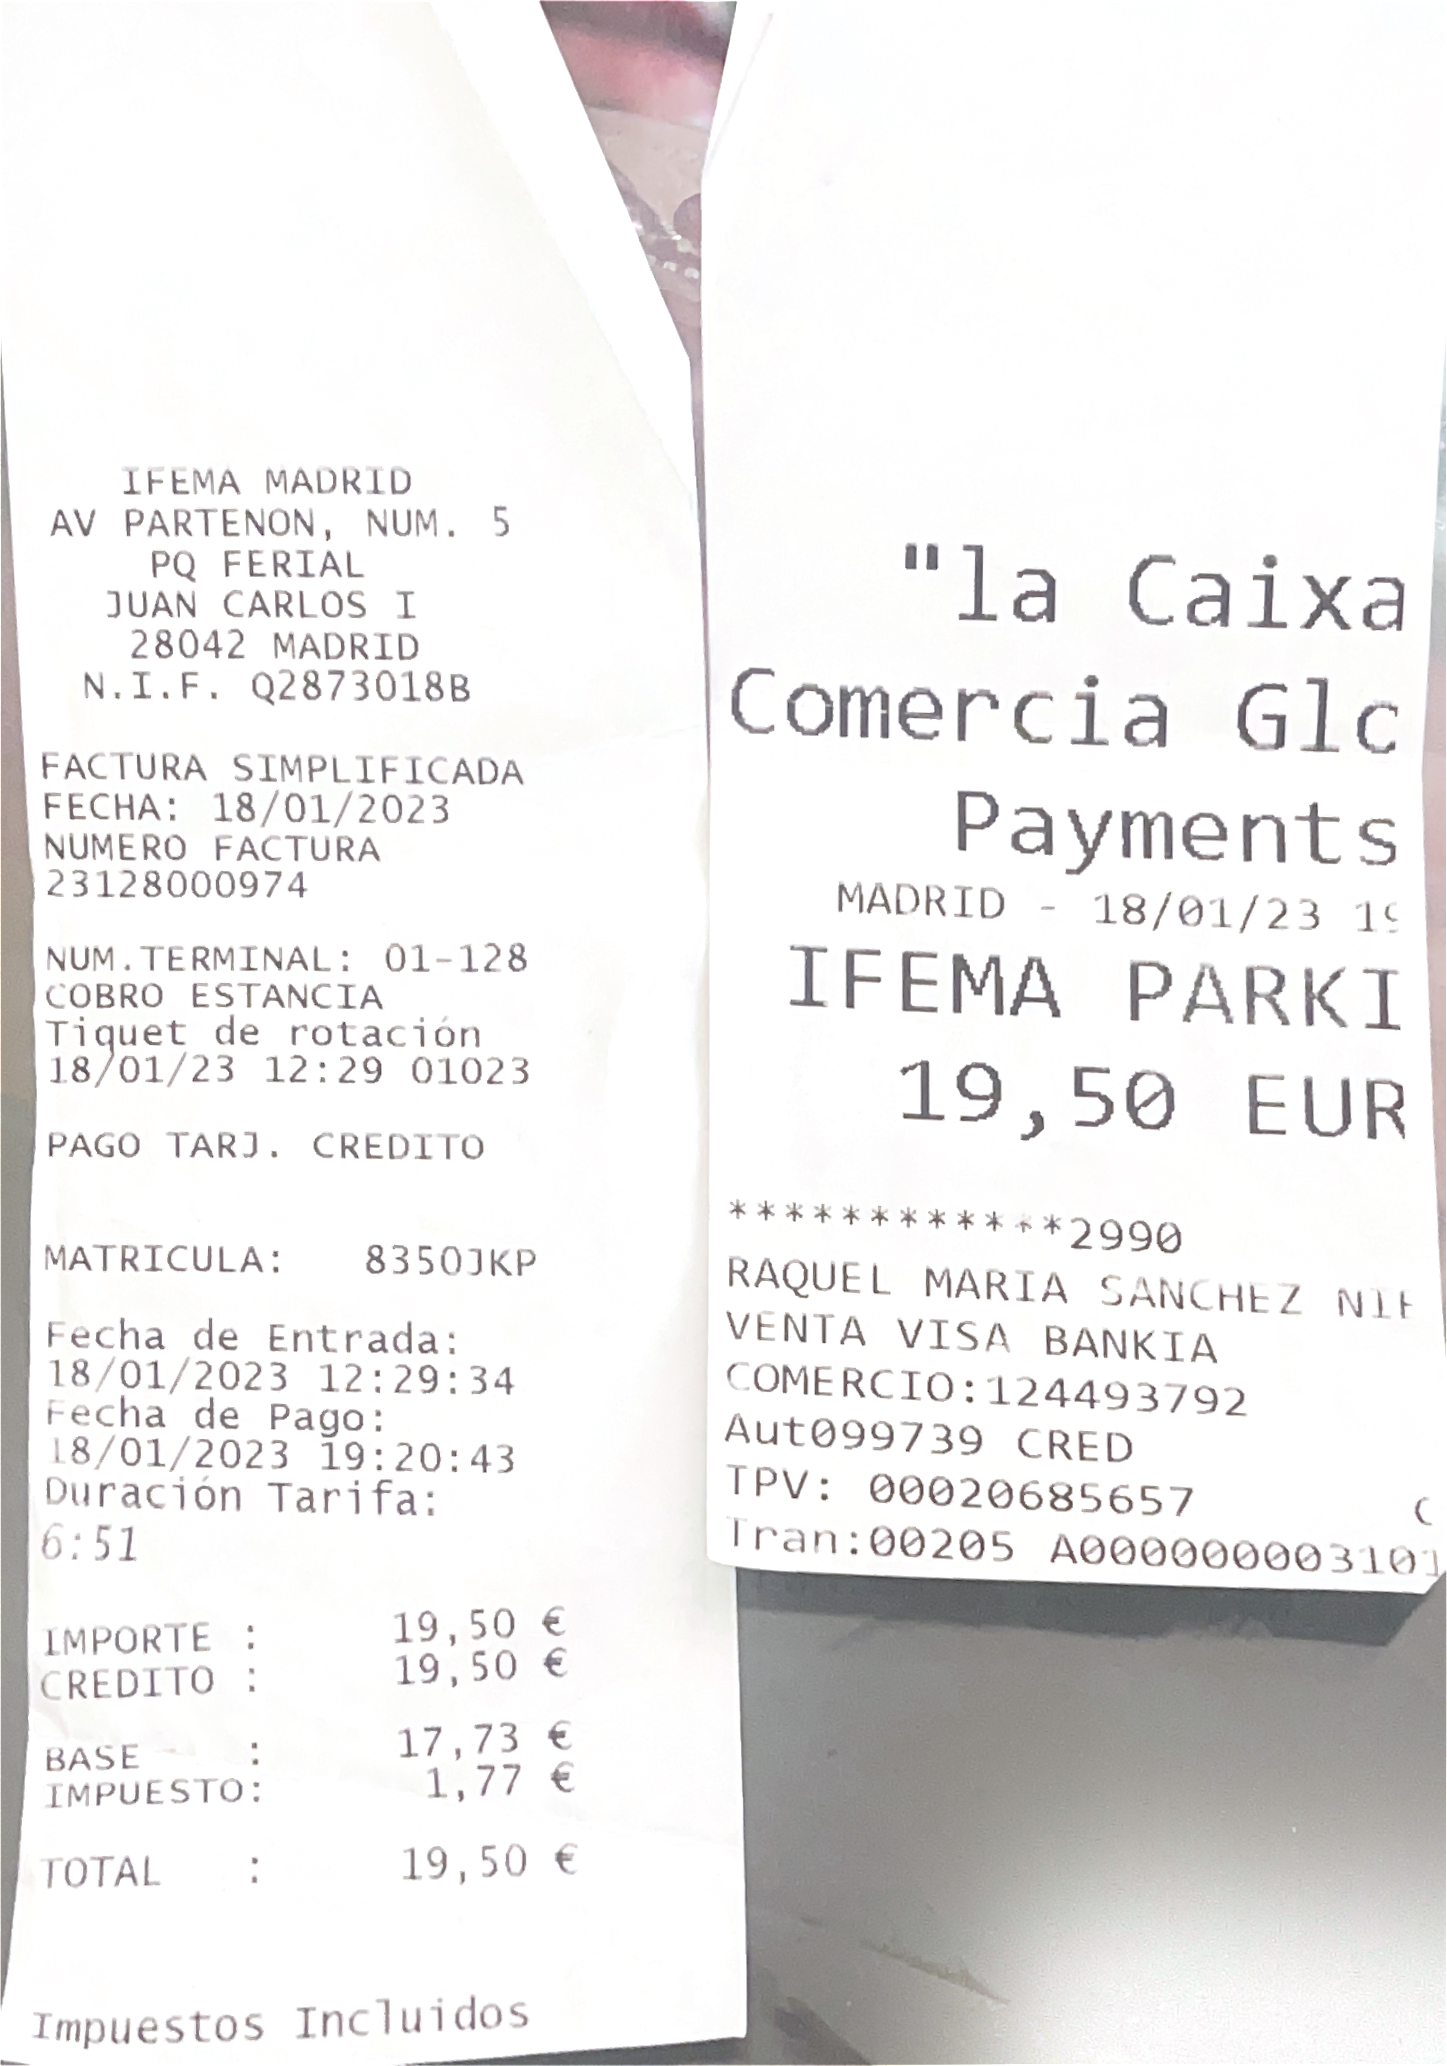 IFEMA MADRID
AV PARTENON, NUM. 5
PQ FERIAL
JUAN CARLOS I
28042 MADRID
N.I.F. Q2873018B
FACTURA SIMPLIFICADA
FECHA: 18/01/2023
NUMERO FACTURA
23128000974
NUM.TERMINAL: 01-128
COBRO ESTANCIA
Tiquet de rotación
18/01/23 12:29 01023
PAGO TARJ. CREDITO
MATRICULA: 8350JKP
Fecha de Entrada:
18/01/2023 12:29:34
Fecha de Pago:
18/01/2023 19:20:43
Duración Tarifa:
6:51
IMPORTE : 19,50 €
CREDITO : 19,50 €
BASE : 17,73 €
IMPUESTO: 1,77 €
TOTAL : 19,50 €
Impuestos Incluidos
"la Caixa
Comercia Glc
Payments
MADRID - 18/01/23 19
IFEMA PARKI
19,50 EUR
************2990
RAQUEL MARIA SANCHEZ
VENTA VISA BANKIA
COMERCIO:124493792
Aut099739 CRED
TPV: 00020685657
Tran:00205 A0000000003101